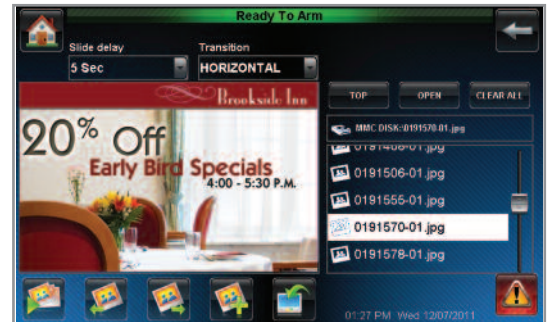 Ready To Arm
Slide delay
Transition
5 Sec
HORIZONTAL
Brookside Inn
20% Off
Early Bird Specials
4:00 - 5:30 P.M.
TOP
OPEN
CLEAR ALL
MMC DISK:\0191570-01.jpg
0191506-01.jpg
0191555-01.jpg
0191570-01.jpg
0191578-01.jpg
01:27 PM Wed 12/07/2011